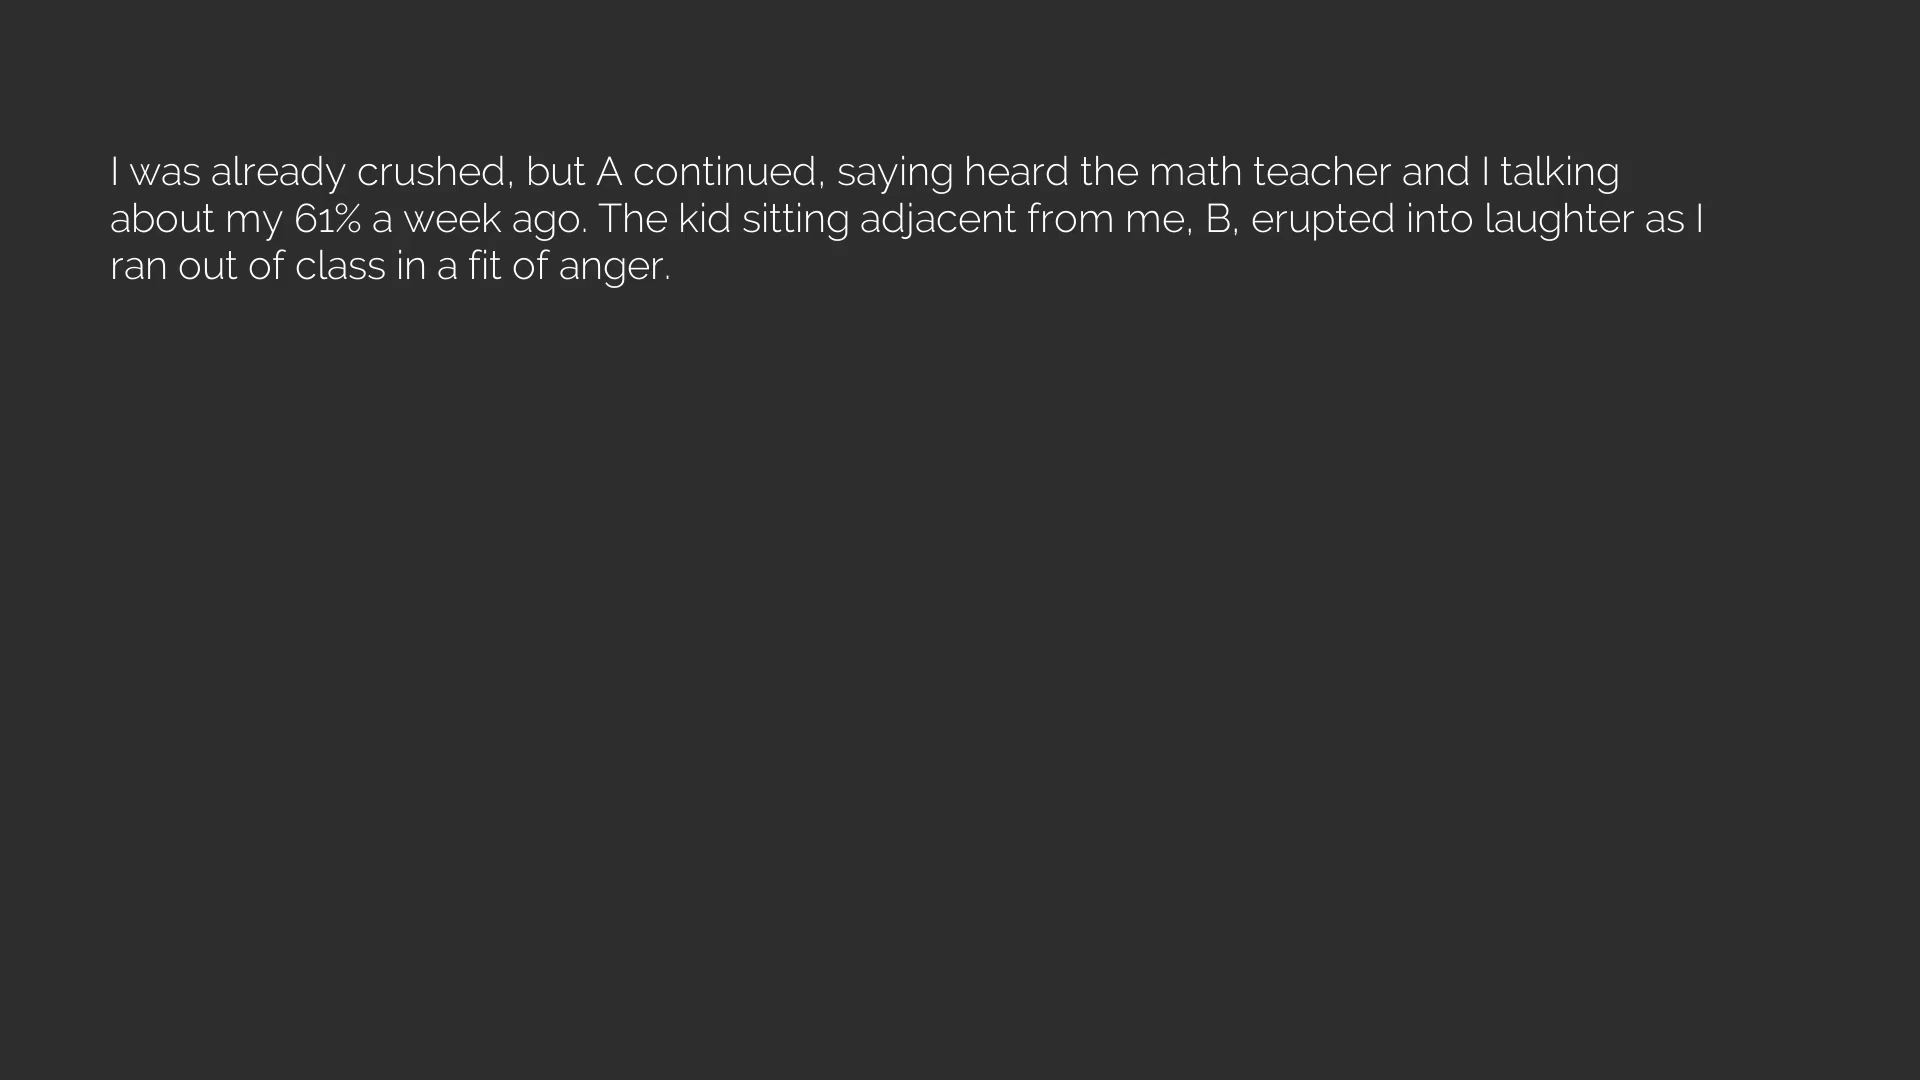 I was already crushed, but A continued, saying heard the math teacher and I talking
about my 61% a week ago. The kid sitting adjacent from me, B, erupted into laughter as I
ran out of class in a fit of anger.